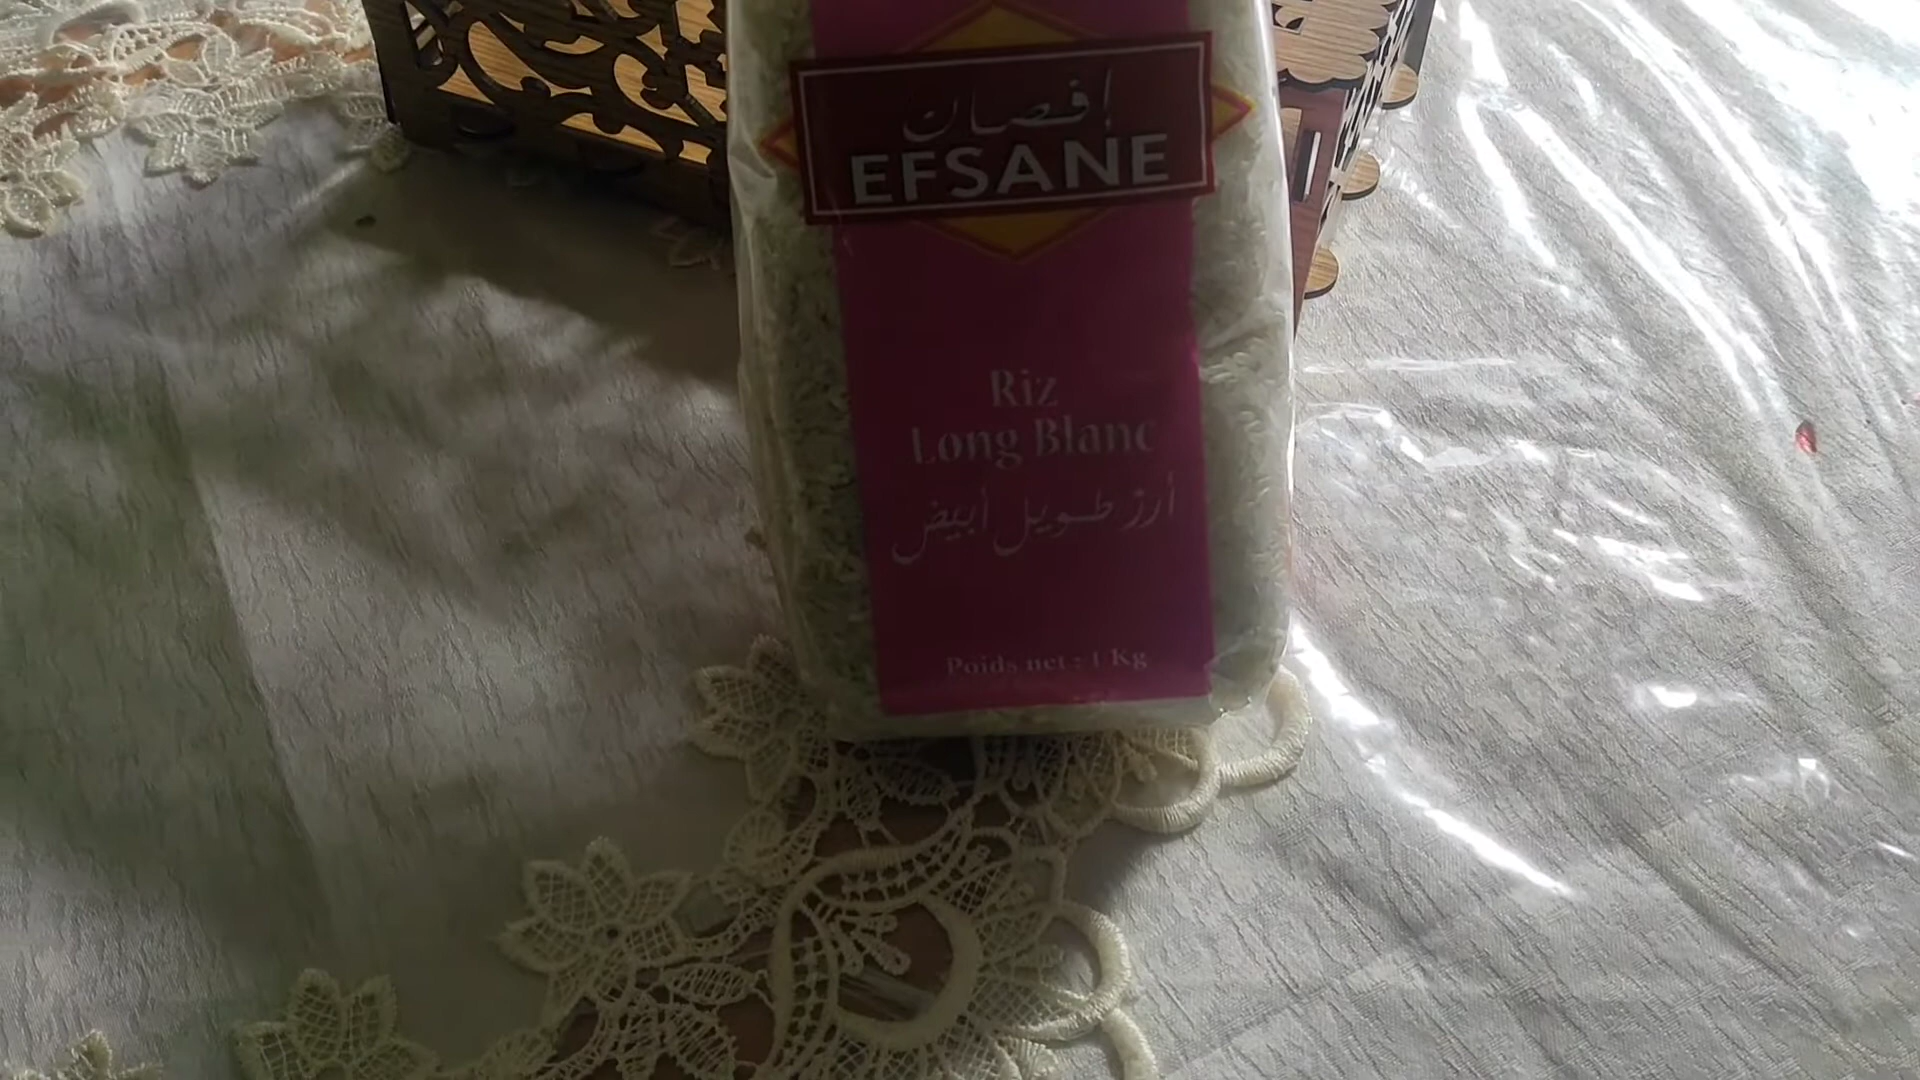 إفصان
EFSANE
Riz
Long Blanc
أرز طويل أبيض
Poids net : 1 Kg